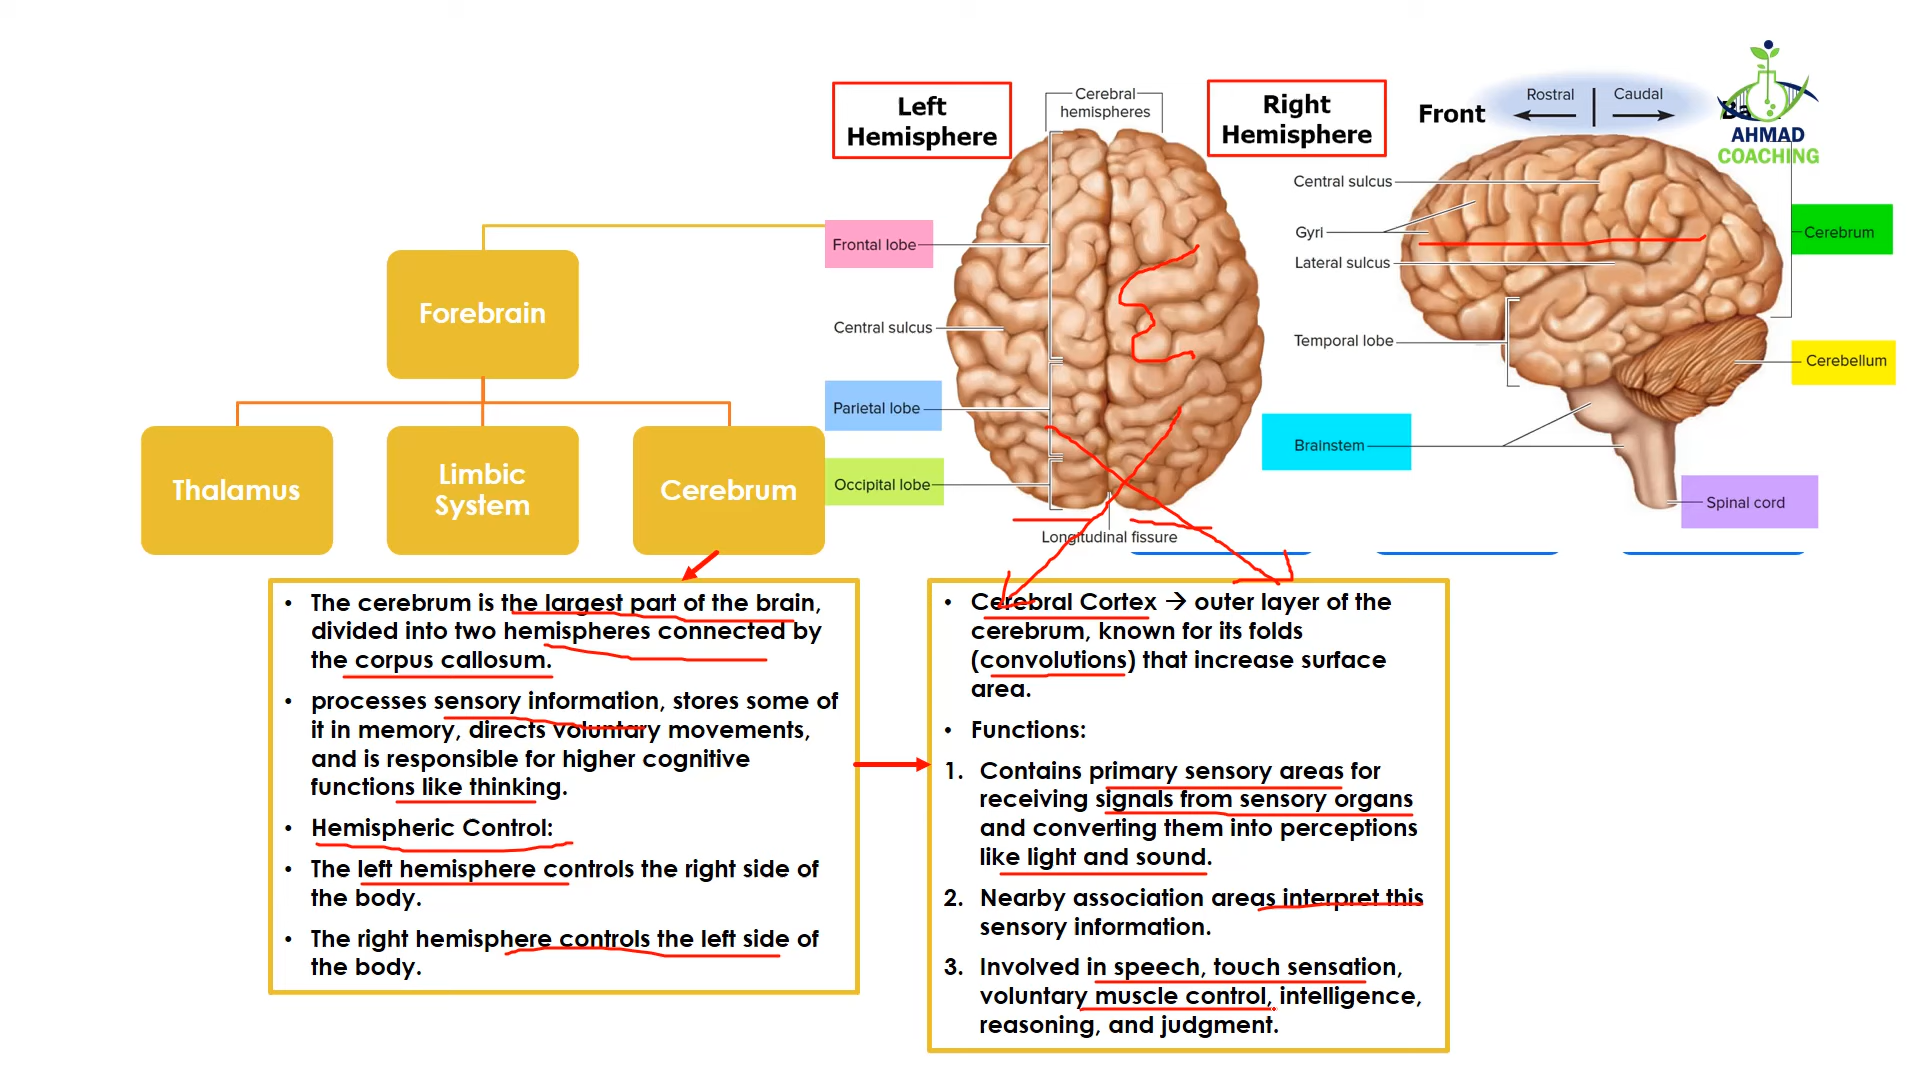 Left
Hemisphere
Cerebral
hemispheres
Right
Hemisphere
Front
Rostral
Caudal
AHMAD
COACHING
Central sulcus
Gyri
Lateral sulcus
Temporal lobe
Brainstem
Cerebrum
Cerebellum
Spinal cord
Frontal lobe
Central sulcus
Parietal lobe
Occipital lobe
Longitudinal fissure
Forebrain
Thalamus
Limbic
System
Cerebrum
• The cerebrum is the largest part of the brain,
divided into two hemispheres connected by
the corpus callosum.
• processes sensory information, stores some of
it in memory, directs voluntary movements,
and is responsible for higher cognitive
functions like thinking.
• Hemispheric Control:
• The left hemisphere controls the right side of
the body.
• The right hemisphere controls the left side of
the body.
• Cerebral Cortex → outer layer of the
cerebrum, known for its folds
(convolutions) that increase surface
area.
• Functions:
1. Contains primary sensory areas for
receiving signals from sensory organs
and converting them into perceptions
like light and sound.
2. Nearby association areas interpret this
sensory information.
3. Involved in speech, touch sensation,
voluntary muscle control, intelligence,
reasoning, and judgment.